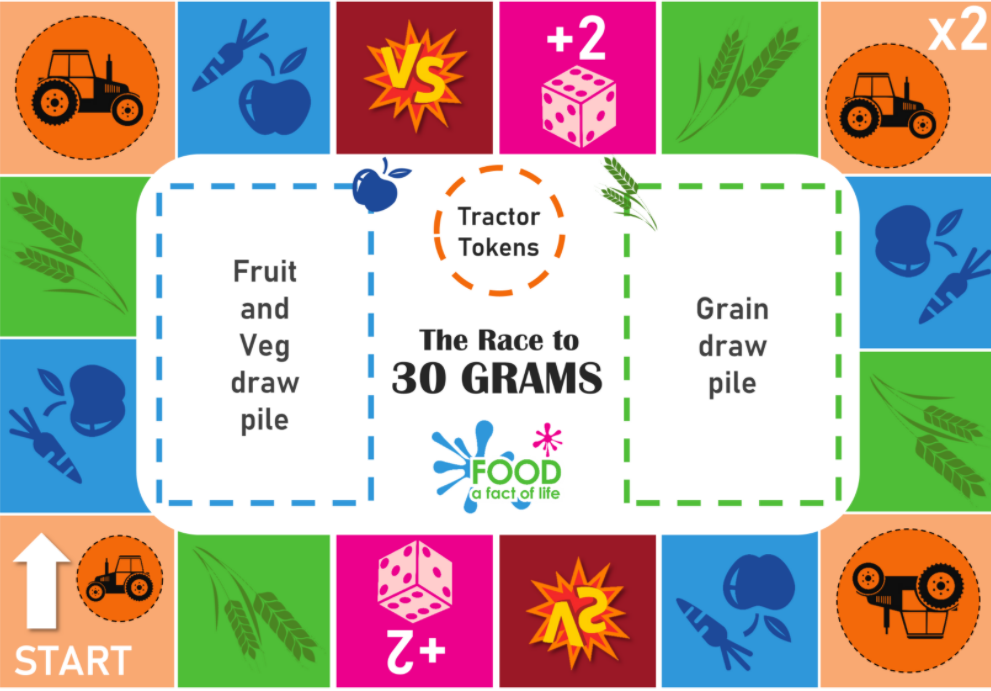 x2
+2
VS
Tractor
Tokens
Fruit
and
Veg
draw
pile
Grain
draw
pile
The Race to
30 GRAMS
FOOD
a fact of life
START
+2
VS